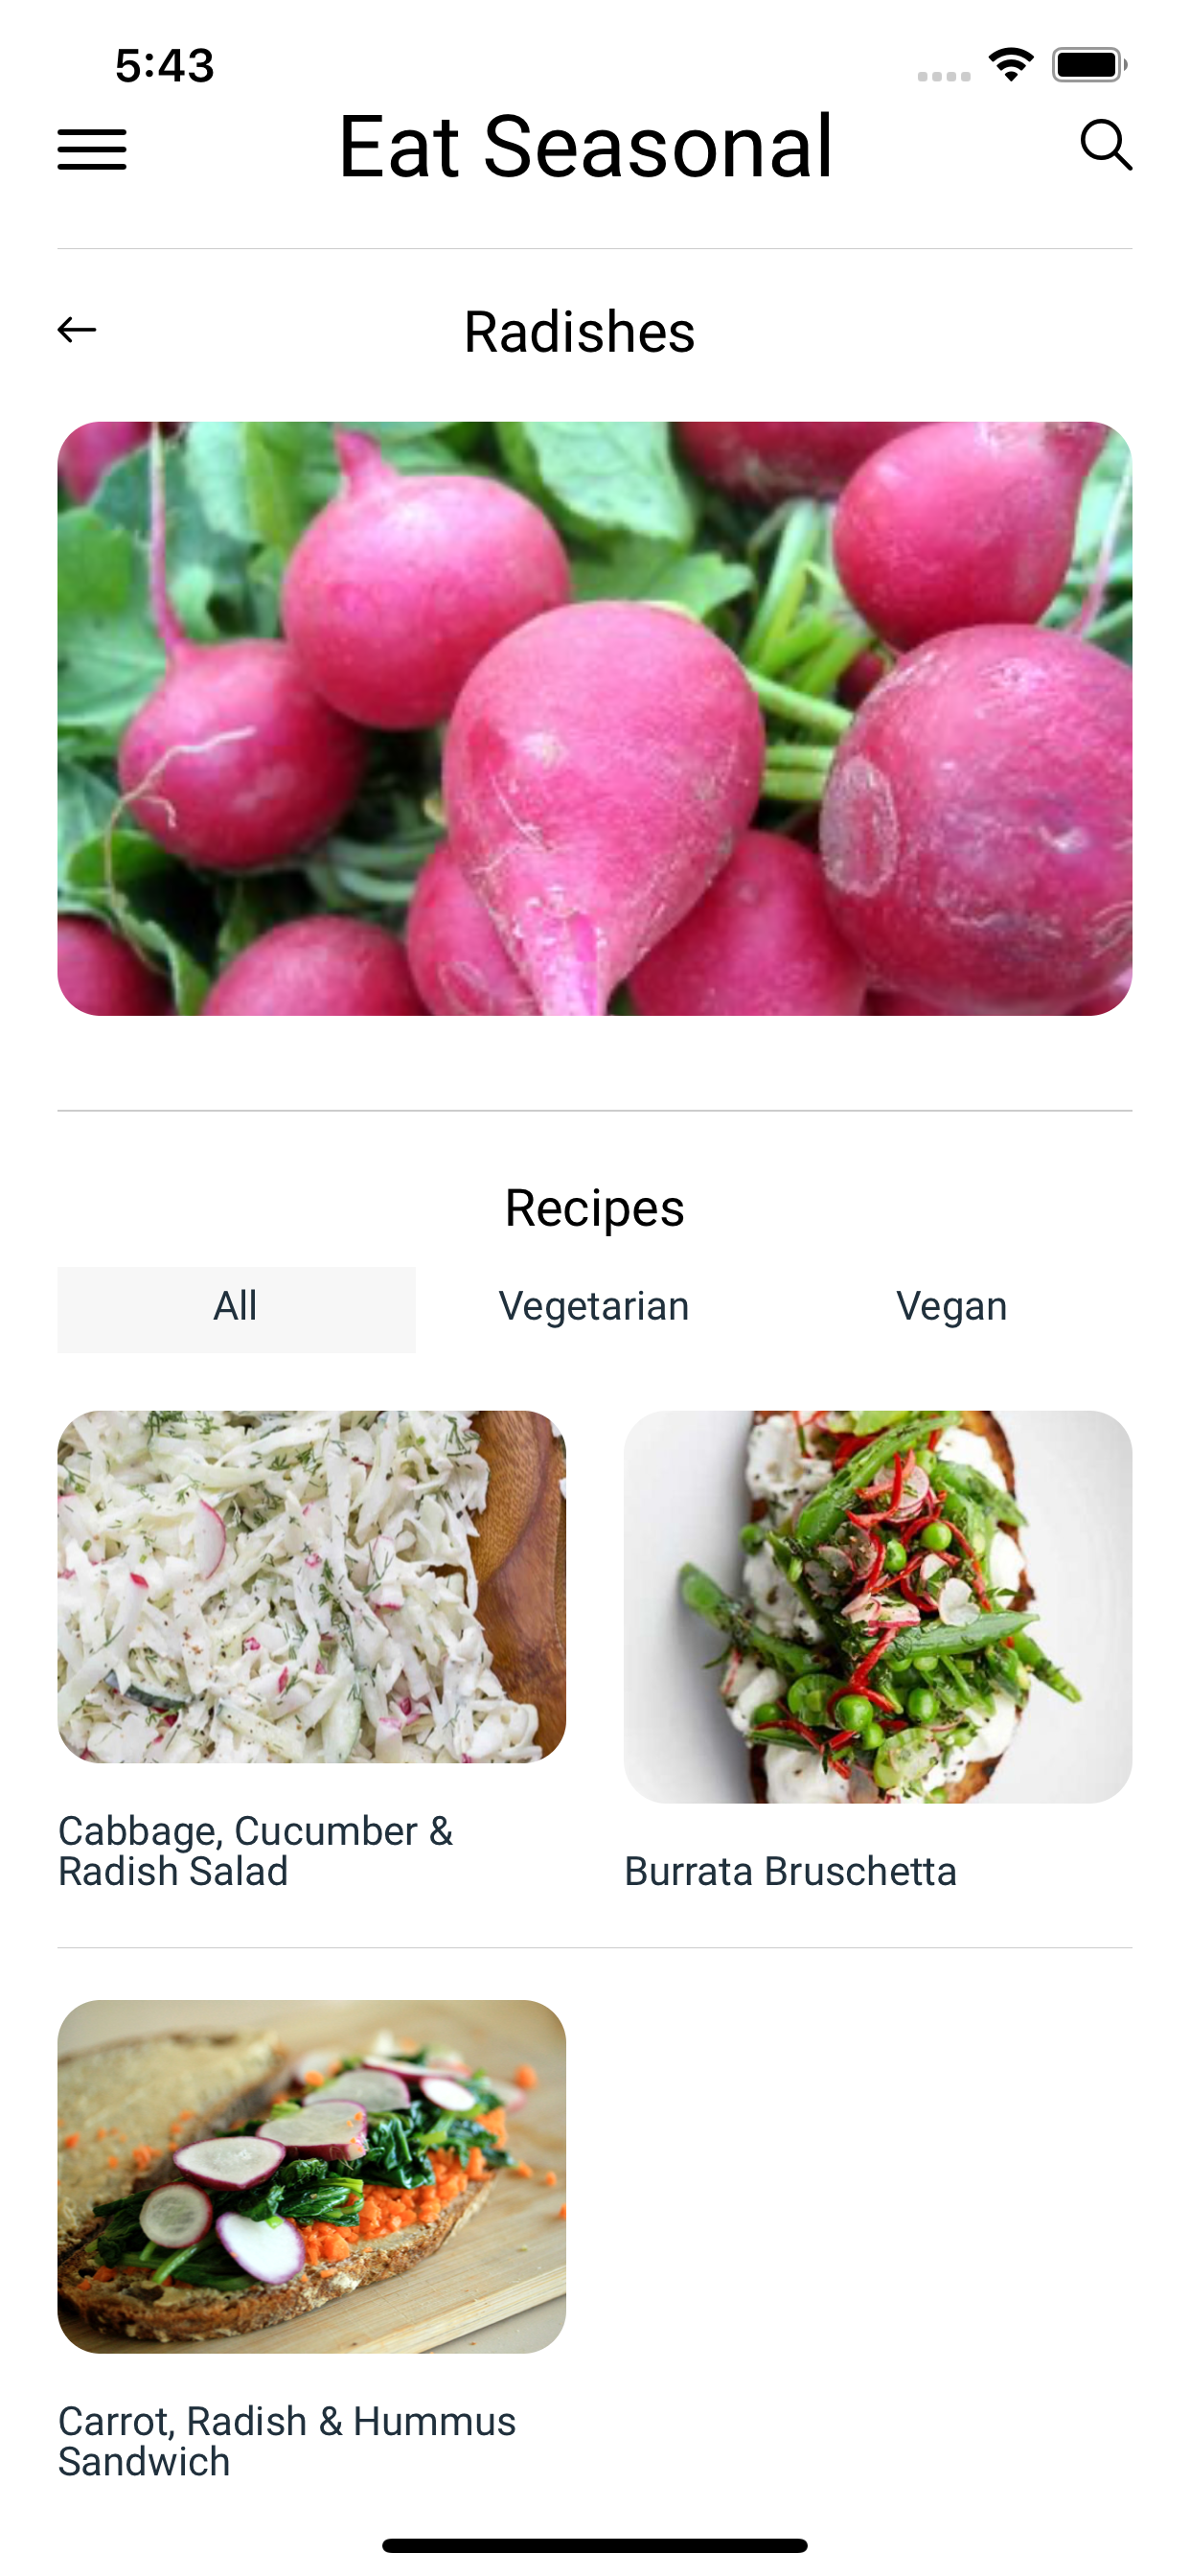 5:43
Eat Seasonal
Radishes
Recipes
All
Vegetarian
Vegan
Cabbage, Cucumber &
Radish Salad
Burrata Bruschetta
Carrot, Radish & Hummus
Sandwich